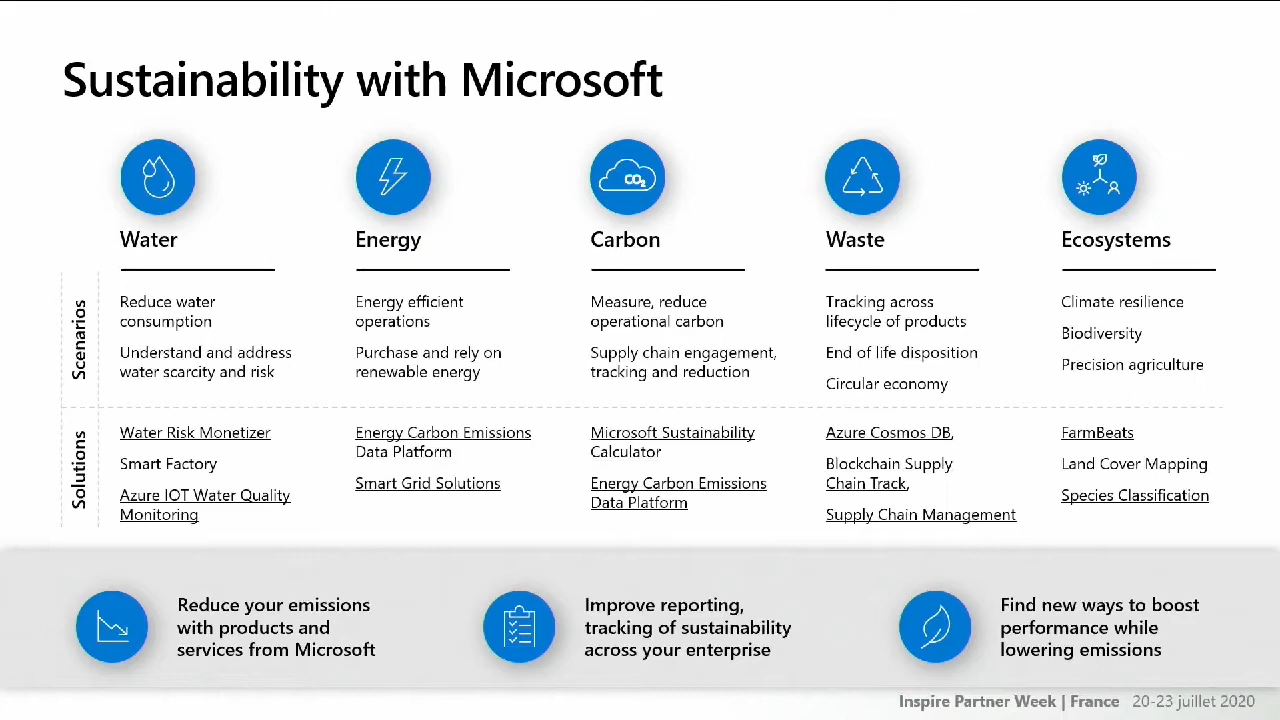 Sustainability with Microsoft
CO₂
Water
Energy
Carbon
Waste
Ecosystems
Scenarios
Reduce water
consumption
Understand and address
water scarcity and risk
Energy efficient
operations
Purchase and rely on
renewable energy
Measure, reduce
operational carbon
Supply chain engagement,
tracking and reduction
Tracking across
lifecycle of products
End of life disposition
Circular economy
Climate resilience
Biodiversity
Precision agriculture
Solutions
Water Risk Monetizer
Smart Factory
Azure IOT Water Quality
Monitoring
Energy Carbon Emissions
Data Platform
Smart Grid Solutions
Microsoft Sustainability
Calculator
Energy Carbon Emissions
Data Platform
Azure Cosmos DB,
Blockchain Supply
Chain Track,
Supply Chain Management
FarmBeats
Land Cover Mapping
Species Classification
Reduce your emissions
with products and
services from Microsoft
Improve reporting,
tracking of sustainability
across your enterprise
Find new ways to boost
performance while
lowering emissions
Inspire Partner Week | France 20-23 juillet 2020